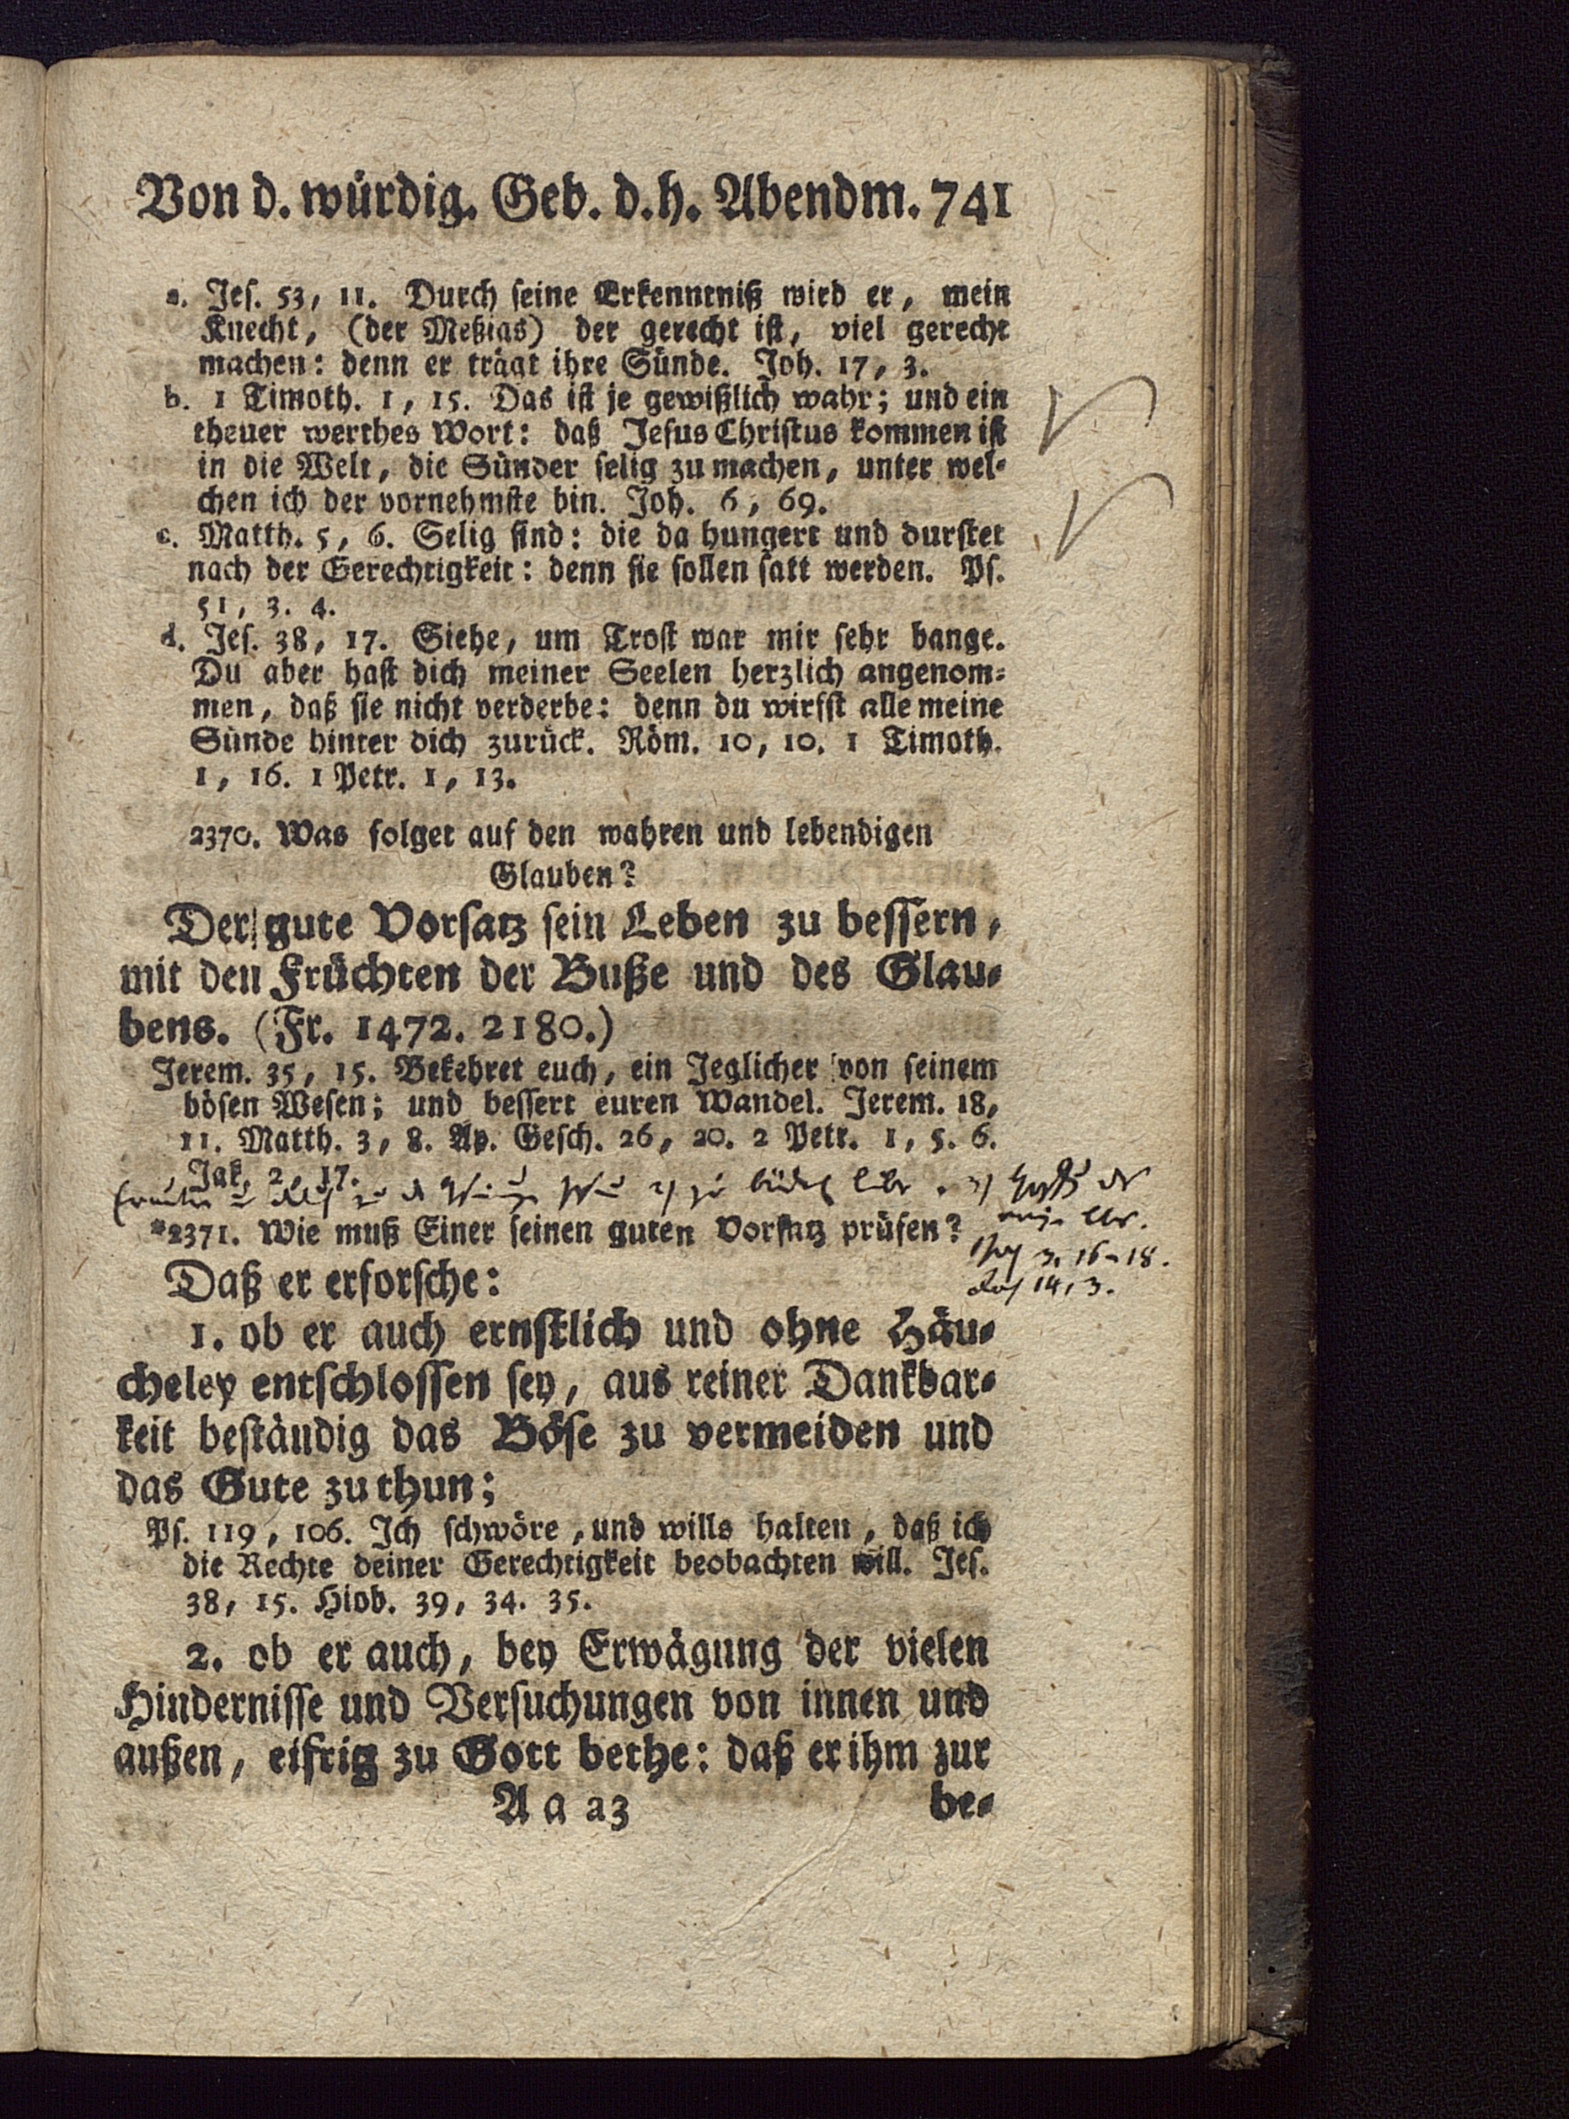 Von d. würdig. Geb. d. h. Abendm. 741
a. Jes. 53, 11. Durch seine Erkenntniß wird er, mein
Knecht, (der Meßias) der gerecht ist, viel gerecht
machen: denn er trägt ihre Sünde. Joh. 17, 3.
b. 1 Timoth. 1, 15. Das ist je gewißlich wahr; und ein
theuer werthes Wort: daß Jesus Christus kommen ist
in die Welt, die Sünder selig zu machen, unter wel-
chen ich der vornehmste bin. Joh. 6, 69.
c. Matth. 5, 6. Selig sind: die da hungert und durstet
nach der Gerechtigkeit: denn sie sollen satt werden. Ps.
51, 3. 4.
d. Jes. 38, 17. Siehe, um Trost war mir sehr bange.
Du aber hast dich meiner Seelen herzlich angenom-
men, daß sie nicht verderbe: denn du wirfst alle meine
Sünde hinter dich zurück. Röm. 10, 10. 1 Timoth.
1, 16. 1 Petr. 1, 13.
2370. Was folget auf den wahren und lebendigen
Glauben?
Der gute Vorsatz sein Leben zu bessern,
mit den Früchten der Buße und des Glau-
bens. (Fr. 1472. 2180.)
Jerem. 35, 15. Bekehret euch, ein Jeglicher von seinem
bösen Wesen; und bessert euren Wandel. Jerem. 18,
11. Matth. 3, 8. Ap. Gesch. 26, 20. 2 Petr. 1, 5. 6.
Jak. 2, 17.
*2371. Wie muß Einer seinen guten Vorsatz prüfen?
3. 16-18.
14, 3.
Daß er erforsche:
1. ob er auch ernstlich und ohne Häu-
cheley entschlossen sey, aus reiner Dankbar-
keit beständig das Böse zu vermeiden und
das Gute zu thun;
Ps. 119, 106. Ich schwöre, und wills halten, daß ich
die Rechte deiner Gerechtigkeit beobachten will. Jes.
38, 15. Hiob. 39, 34. 35.
2. ob er auch, bey Erwägung der vielen
Hindernisse und Versuchungen von innen und
außen, eifrig zu Gott bethe: daß er ihm zur
A a a 3 be-